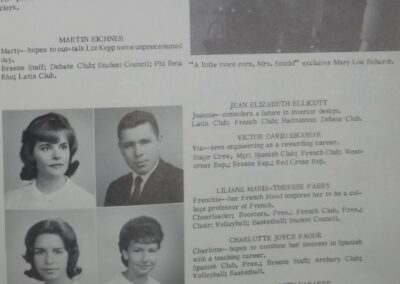 clerk.
MARTIN EICHNER
Marty--hopes to out-talk Liz Kopp some unprecedented
day.
Breeze Staff; Debate Club; Student Council; Phi Beta
Rho; Latin Club.
"A little more corn, Mrs. Smith" exclaims Mary Lou Eckardt.
JEAN ELIZABETH ELLICOTT
Jeannie--considers a future in interior design.
Latin Club; French Club; Badminton; Debate Club.
VICTOR DAVID ESCOBAR
Vic--sees engineering as a rewarding career.
Stage Crew, Mgr; Spanish Club; French Club; West-
erner Rep.; Breeze Rep.; Red Cross Rep.
LILIANE MARIE-THERESE FABRY
Frenchie--her French blood inspires her to be a col-
lege professor of French.
Cheerleader; Boosters, Pres.; French Club, Pres.;
Choir; Volleyball; Basketball; Student Council.
CHARLOTTE JOYCE FAOUR
Charlotte--hopes to combine her interest in Spanish
with a teaching career.
Spanish Club, Pres.; Breeze Staff; Archery Club;
Volleyball; Basketball.